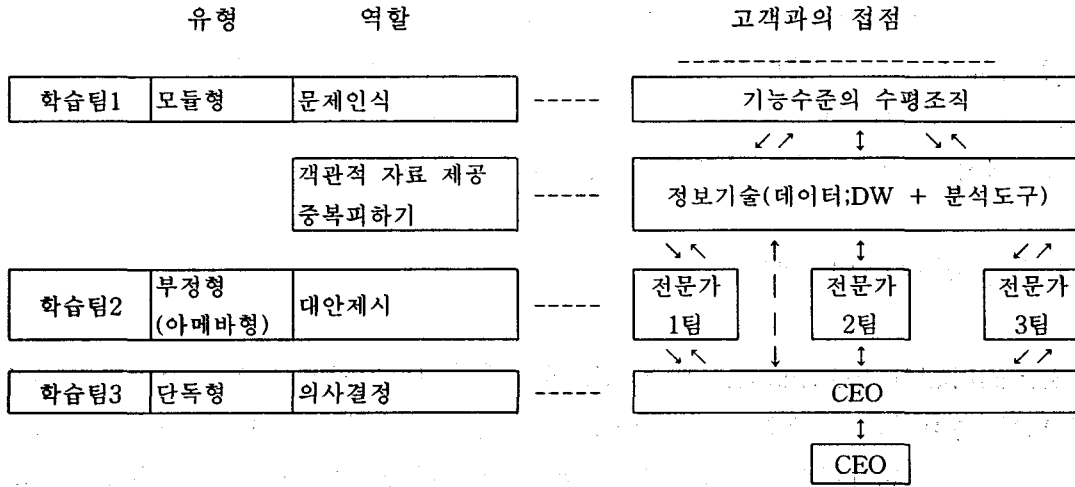 유형 역할 고객과의 접점
학습팀1 모듈형 문제인식 기능수준의 수평조직
객관적 자료 제공
중복피하기
정보기술(데이터;DW + 분석도구)
학습팀2
부정형
(아메바형)
대안제시
전문가
1팀
전문가
2팀
전문가
3팀
학습팀3 단독형 의사결정 CEO
CEO